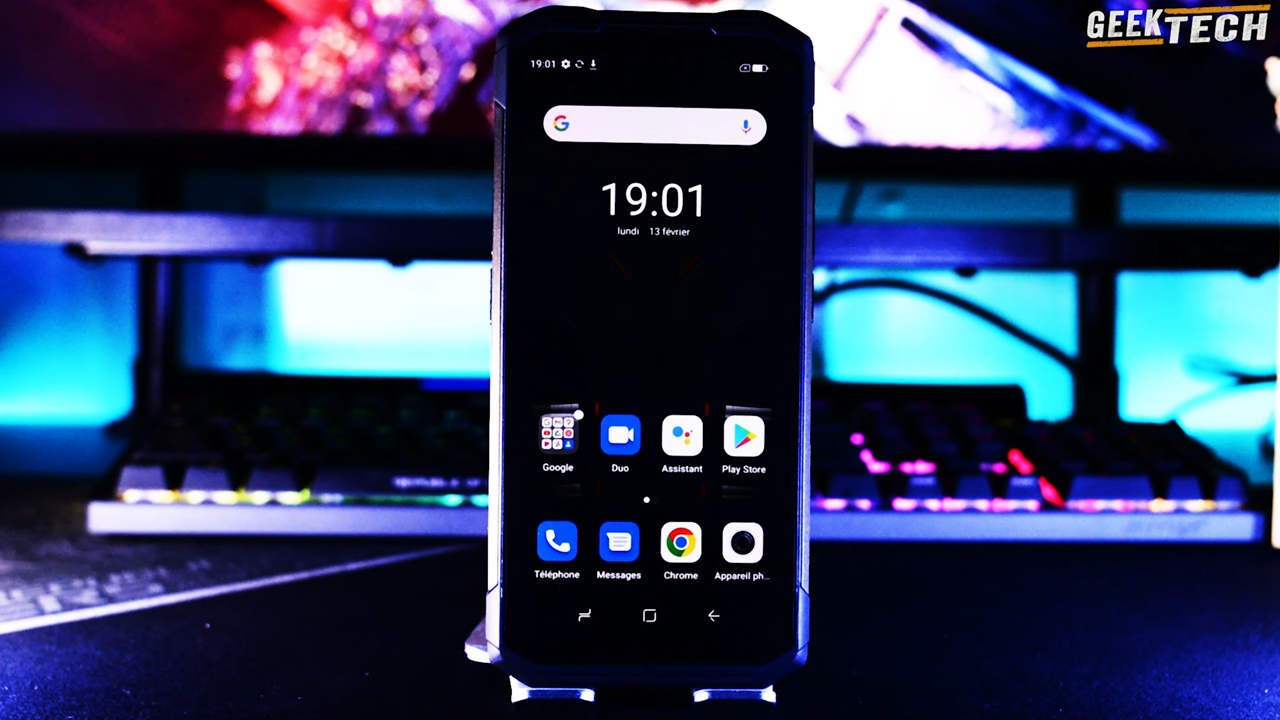 GEEKTECH
19:01
19:01
lundi 13 février
Google
Duo
Assistant
Play Store
Téléphone
Messages
Chrome
Appareil ph...